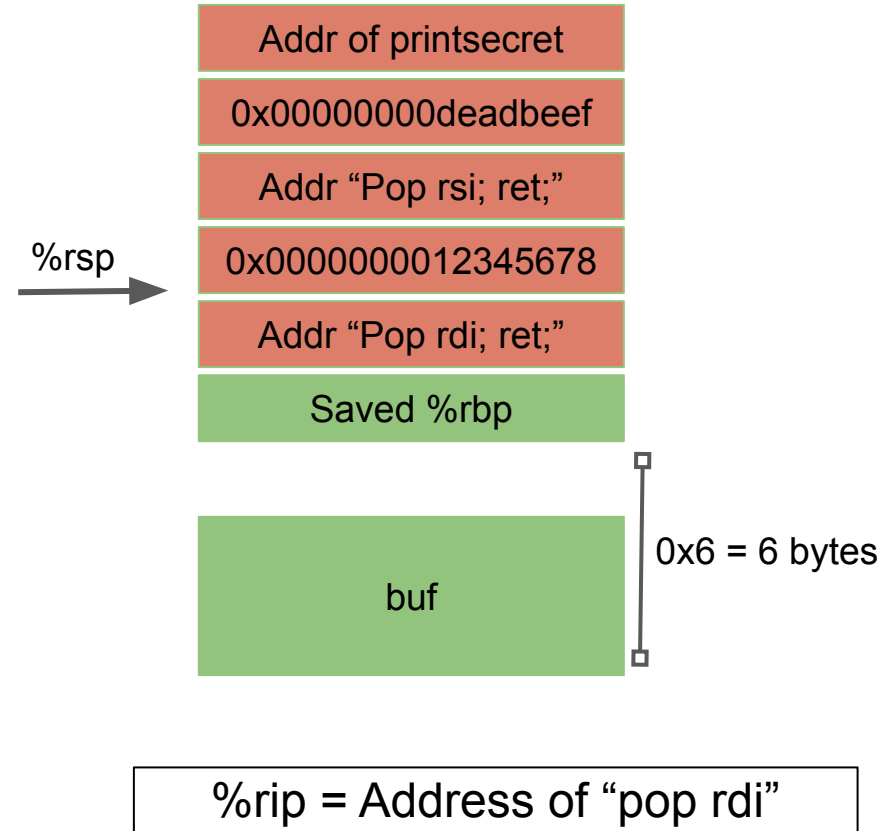 Addr of printsecret
0x00000000deadbeef
Addr “Pop rsi; ret;”
%rsp
0x0000000012345678
Addr “Pop rdi; ret;”
Saved %rbp
0x6 = 6 bytes
buf
%rip = Address of “pop rdi”